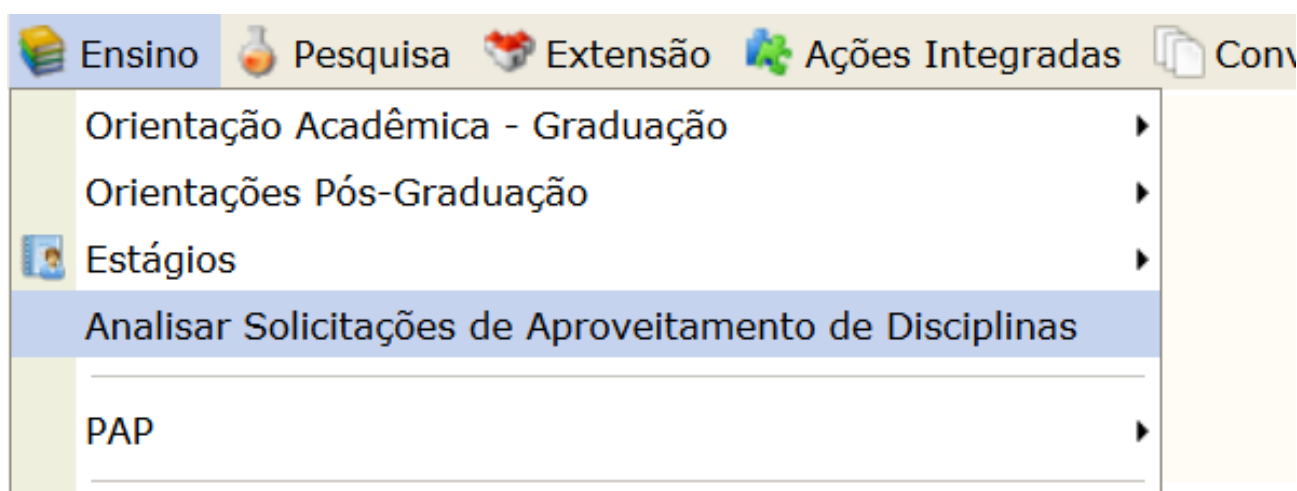 Ensino Pesquisa Extensão Ações Integradas
Orientação Acadêmica - Graduação
Orientações Pós-Graduação
Estágios
Analisar Solicitações de Aproveitamento de Disciplinas
PAP